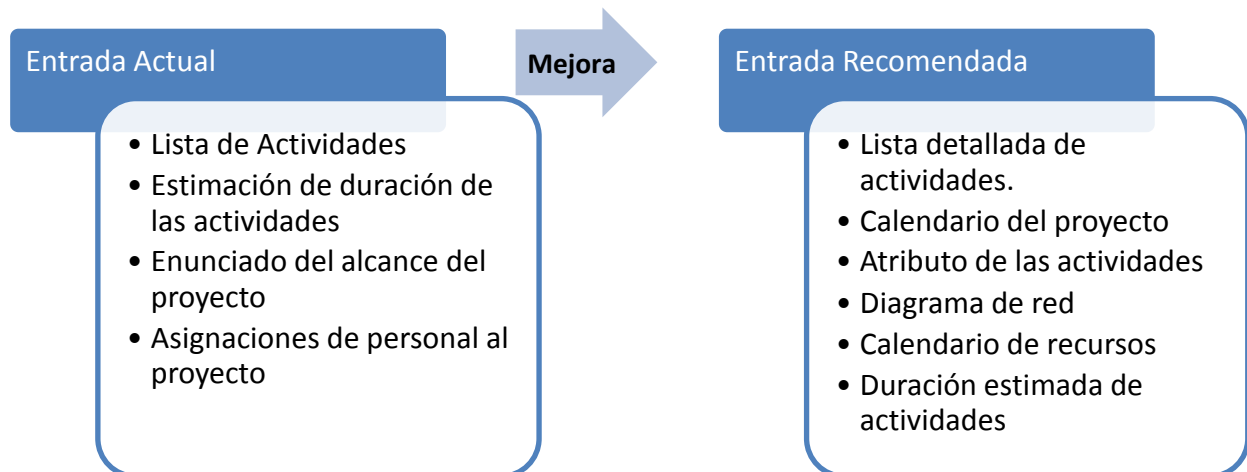 Entrada Actual
• Lista de Actividades
• Estimación de duración de
las actividades
• Enunciado del alcance del
proyecto
• Asignaciones de personal al
proyecto
Mejora
Entrada Recomendada
• Lista detallada de
actividades.
• Calendario del proyecto
• Atributo de las actividades
• Diagrama de red
• Calendario de recursos
• Duración estimada de
actividades